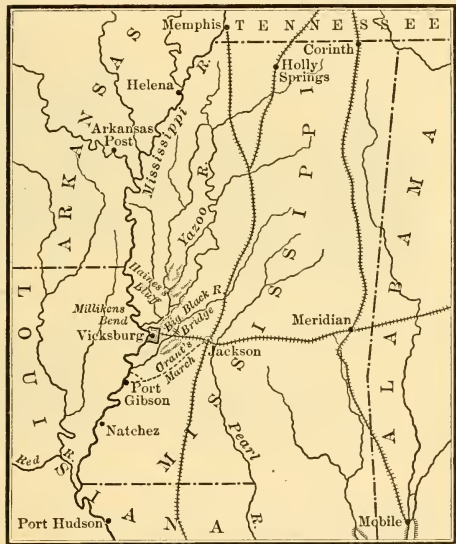 Memphis
TENNESSEE
Corinth
Holly
Springs
Helena
R.
ARKANSAS
Arkansas
Post
Mississippi
Yazoo R.
MISSISSIPPI
ALABAMA
Haines's
Bluff
Millikens
Bend
Big Black R.
Bridge
Vicksburg
Meridian
Jackson
Grant's
March
Port
Gibson
LOUISIANA
Natchez
Pearl
R.
Red
R.
Port Hudson
Mobile